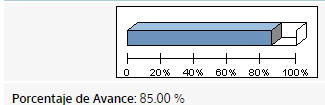 0 20% 40% 60% 80% 100%
Porcentaje de Avance: 85.00 %